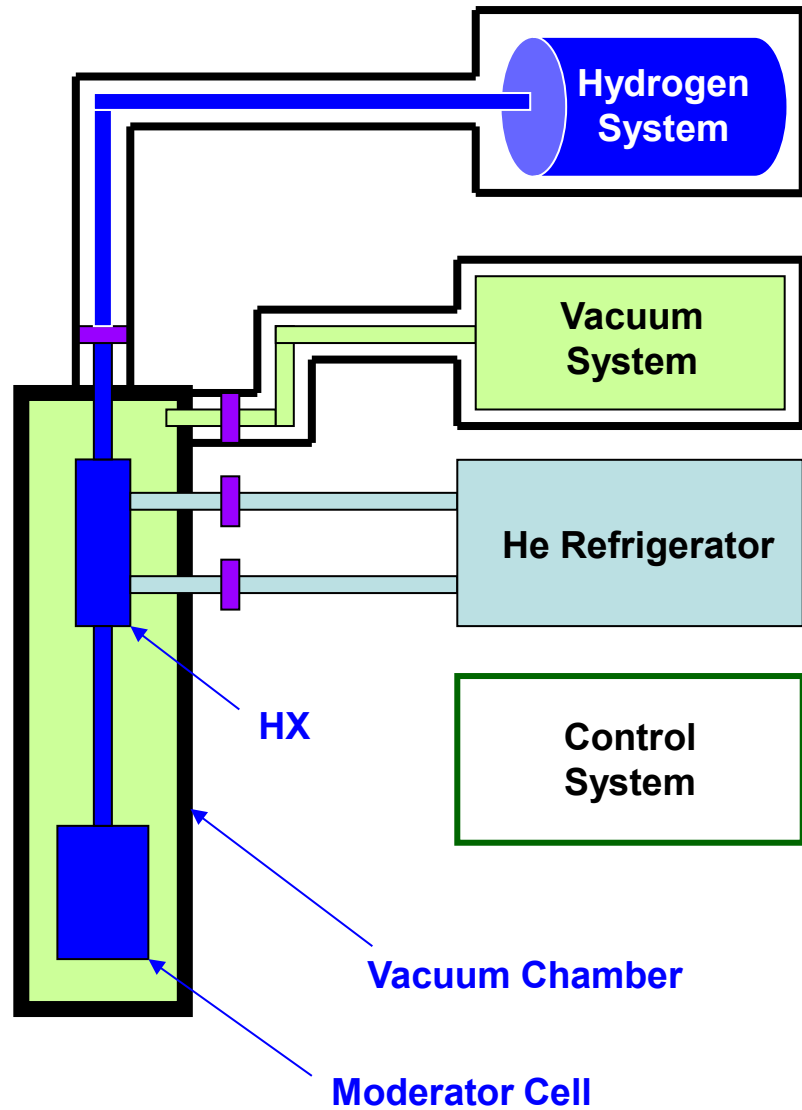 Hydrogen
System
Vacuum
System
He Refrigerator
HX
Control
System
Vacuum Chamber
Moderator Cell